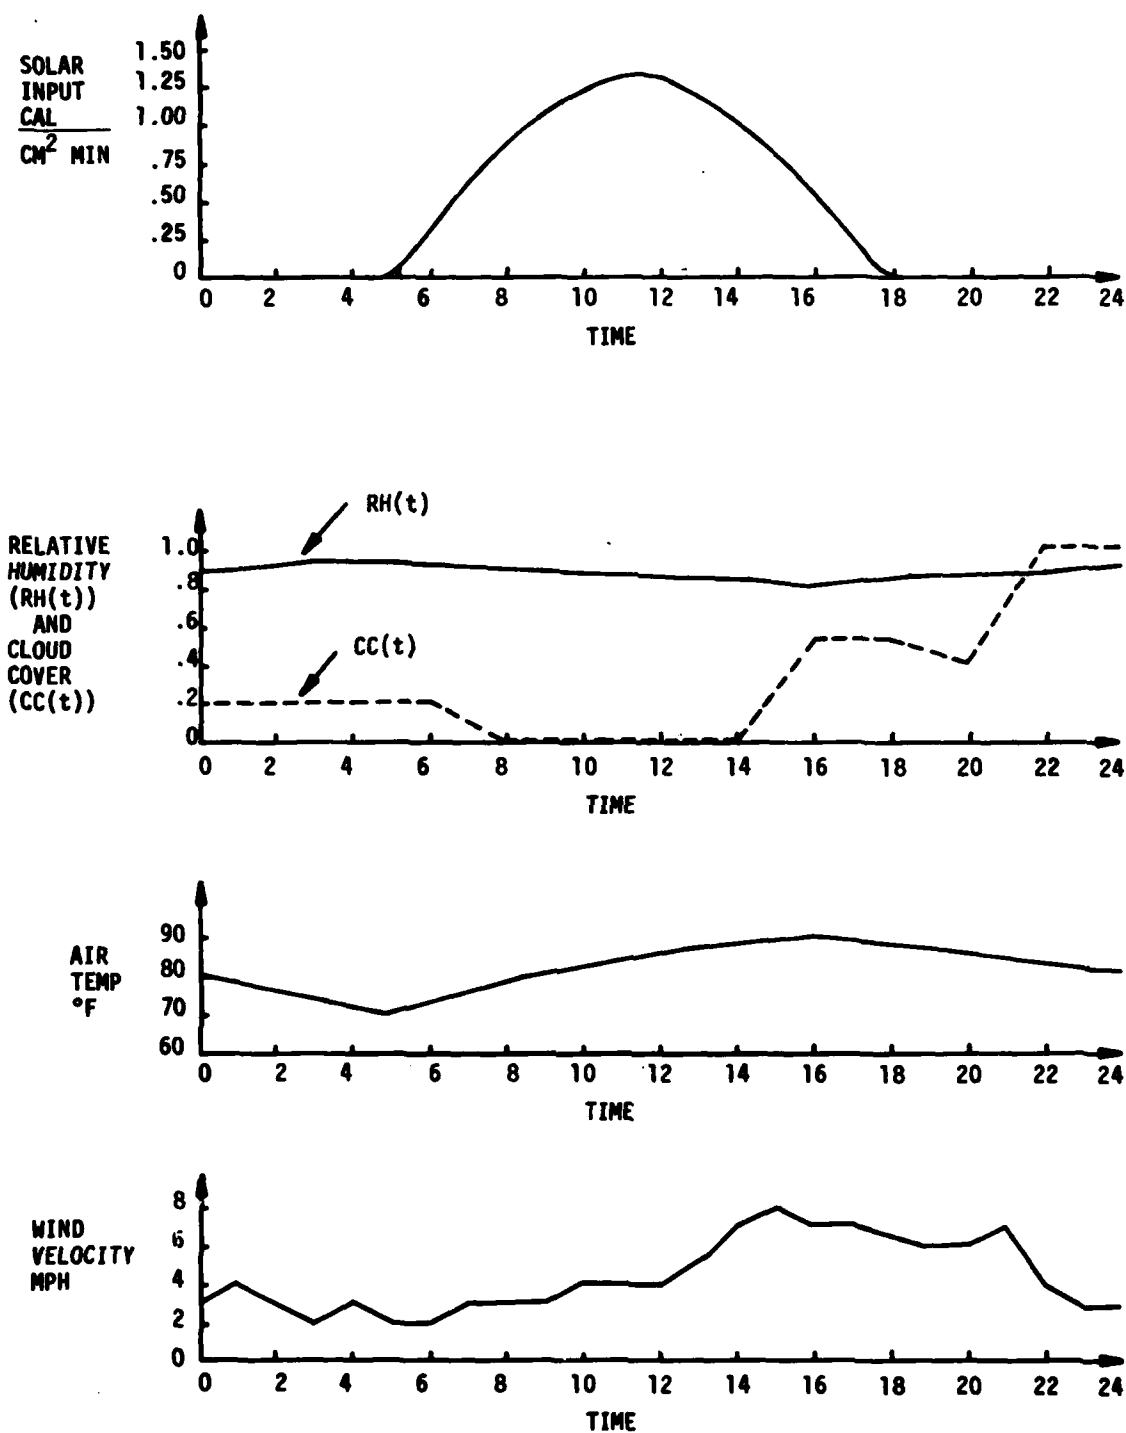 SOLAR
INPUT
CAL
CM² MIN
1.50
1.25
1.00
.75
.50
.25
0
0 2 4 6 8 10 12 14 16 18 20 22 24
TIME
RH(t)
RELATIVE
HUMIDITY
(RH(t))
AND
CLOUD
COVER
(CC(t))
1.0
.8
.6
.4
.2
0
CC(t)
0 2 4 6 8 10 12 14 16 18 20 22 24
TIME
AIR
TEMP
°F
90
80
70
60
0 2 4 6 8 10 12 14 16 18 20 22 24
TIME
WIND
VELOCITY
MPH
8
6
4
2
0
0 2 4 6 8 10 12 14 16 18 20 22 24
TIME